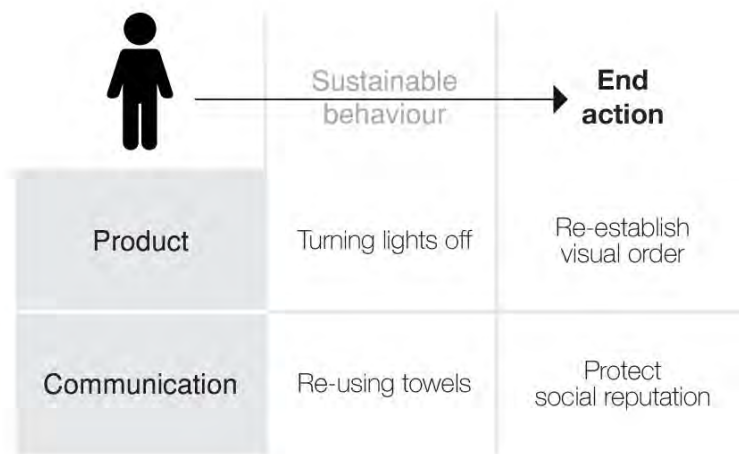 Sustainable
behaviour
End
action
Product
Turning lights off
Re-establish
visual order
Communication
Re-using towels
Protect
social reputation